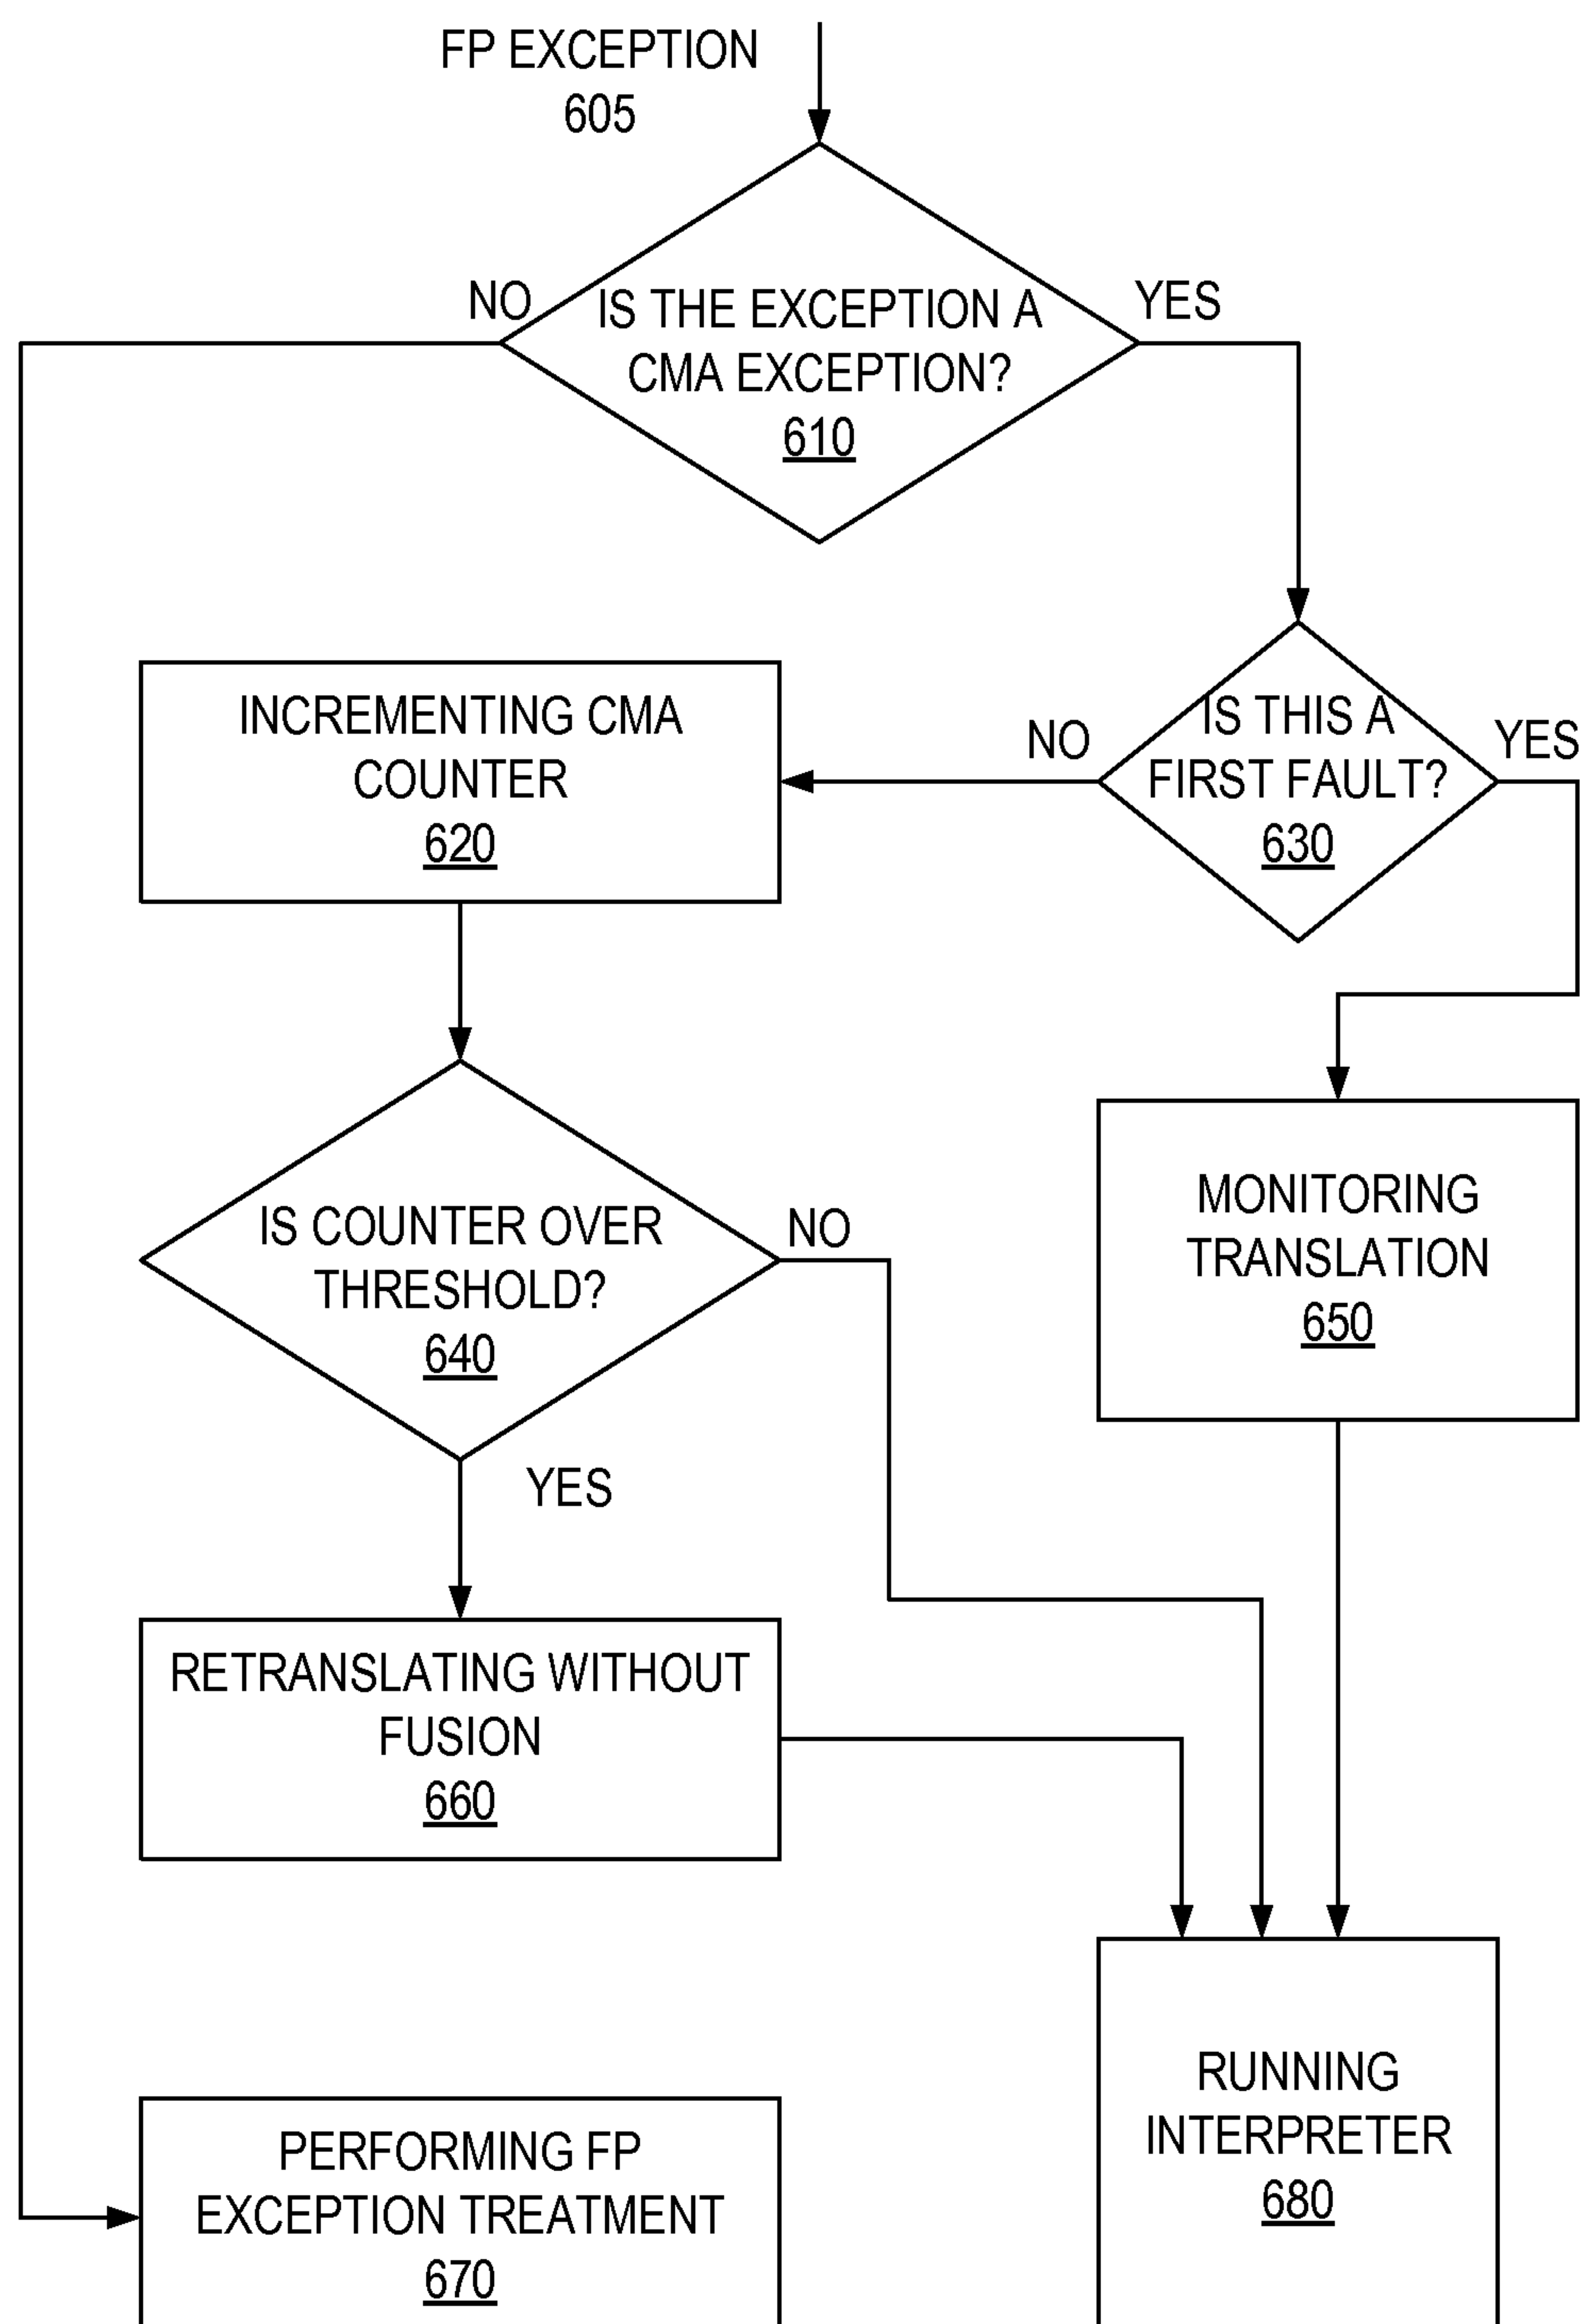 FP EXCEPTION
605
NO
YES
IS THE EXCEPTION A
CMA EXCEPTION?
610
INCREMENTING CMA
COUNTER
620
NO
IS THIS A
FIRST FAULT?
630
YES
IS COUNTER OVER
THRESHOLD?
640
NO
YES
MONITORING
TRANSLATION
650
RETRANSLATING WITHOUT
FUSION
660
PERFORMING FP
EXCEPTION TREATMENT
670
RUNNING
INTERPRETER
680